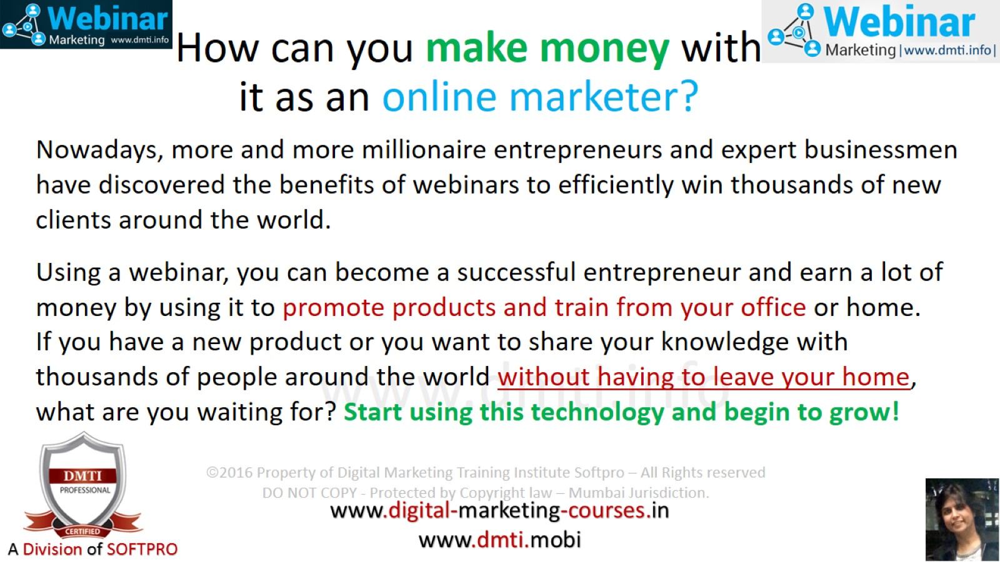 Webinar
Marketing www.dmti.info
Webinar
Marketing|www.dmti.info|
How can you make money with
it as an online marketer?
Nowadays, more and more millionaire entrepreneurs and expert businessmen
have discovered the benefits of webinars to efficiently win thousands of new
clients around the world.
Using a webinar, you can become a successful entrepreneur and earn a lot of
money by using it to promote products and train from your office or home.
If you have a new product or you want to share your knowledge with
thousands of people around the world without having to leave your home,
what are you waiting for? Start using this technology and begin to grow!
www.dmti.info
DMTI
PROFESSIONAL
CERTIFIED
A Division of SOFTPRO
©2016 Property of Digital Marketing Training Institute Softpro – All Rights reserved
DO NOT COPY - Protected by Copyright law – Mumbai Jurisdiction.
www.digital-marketing-courses.in
www.dmti.mobi